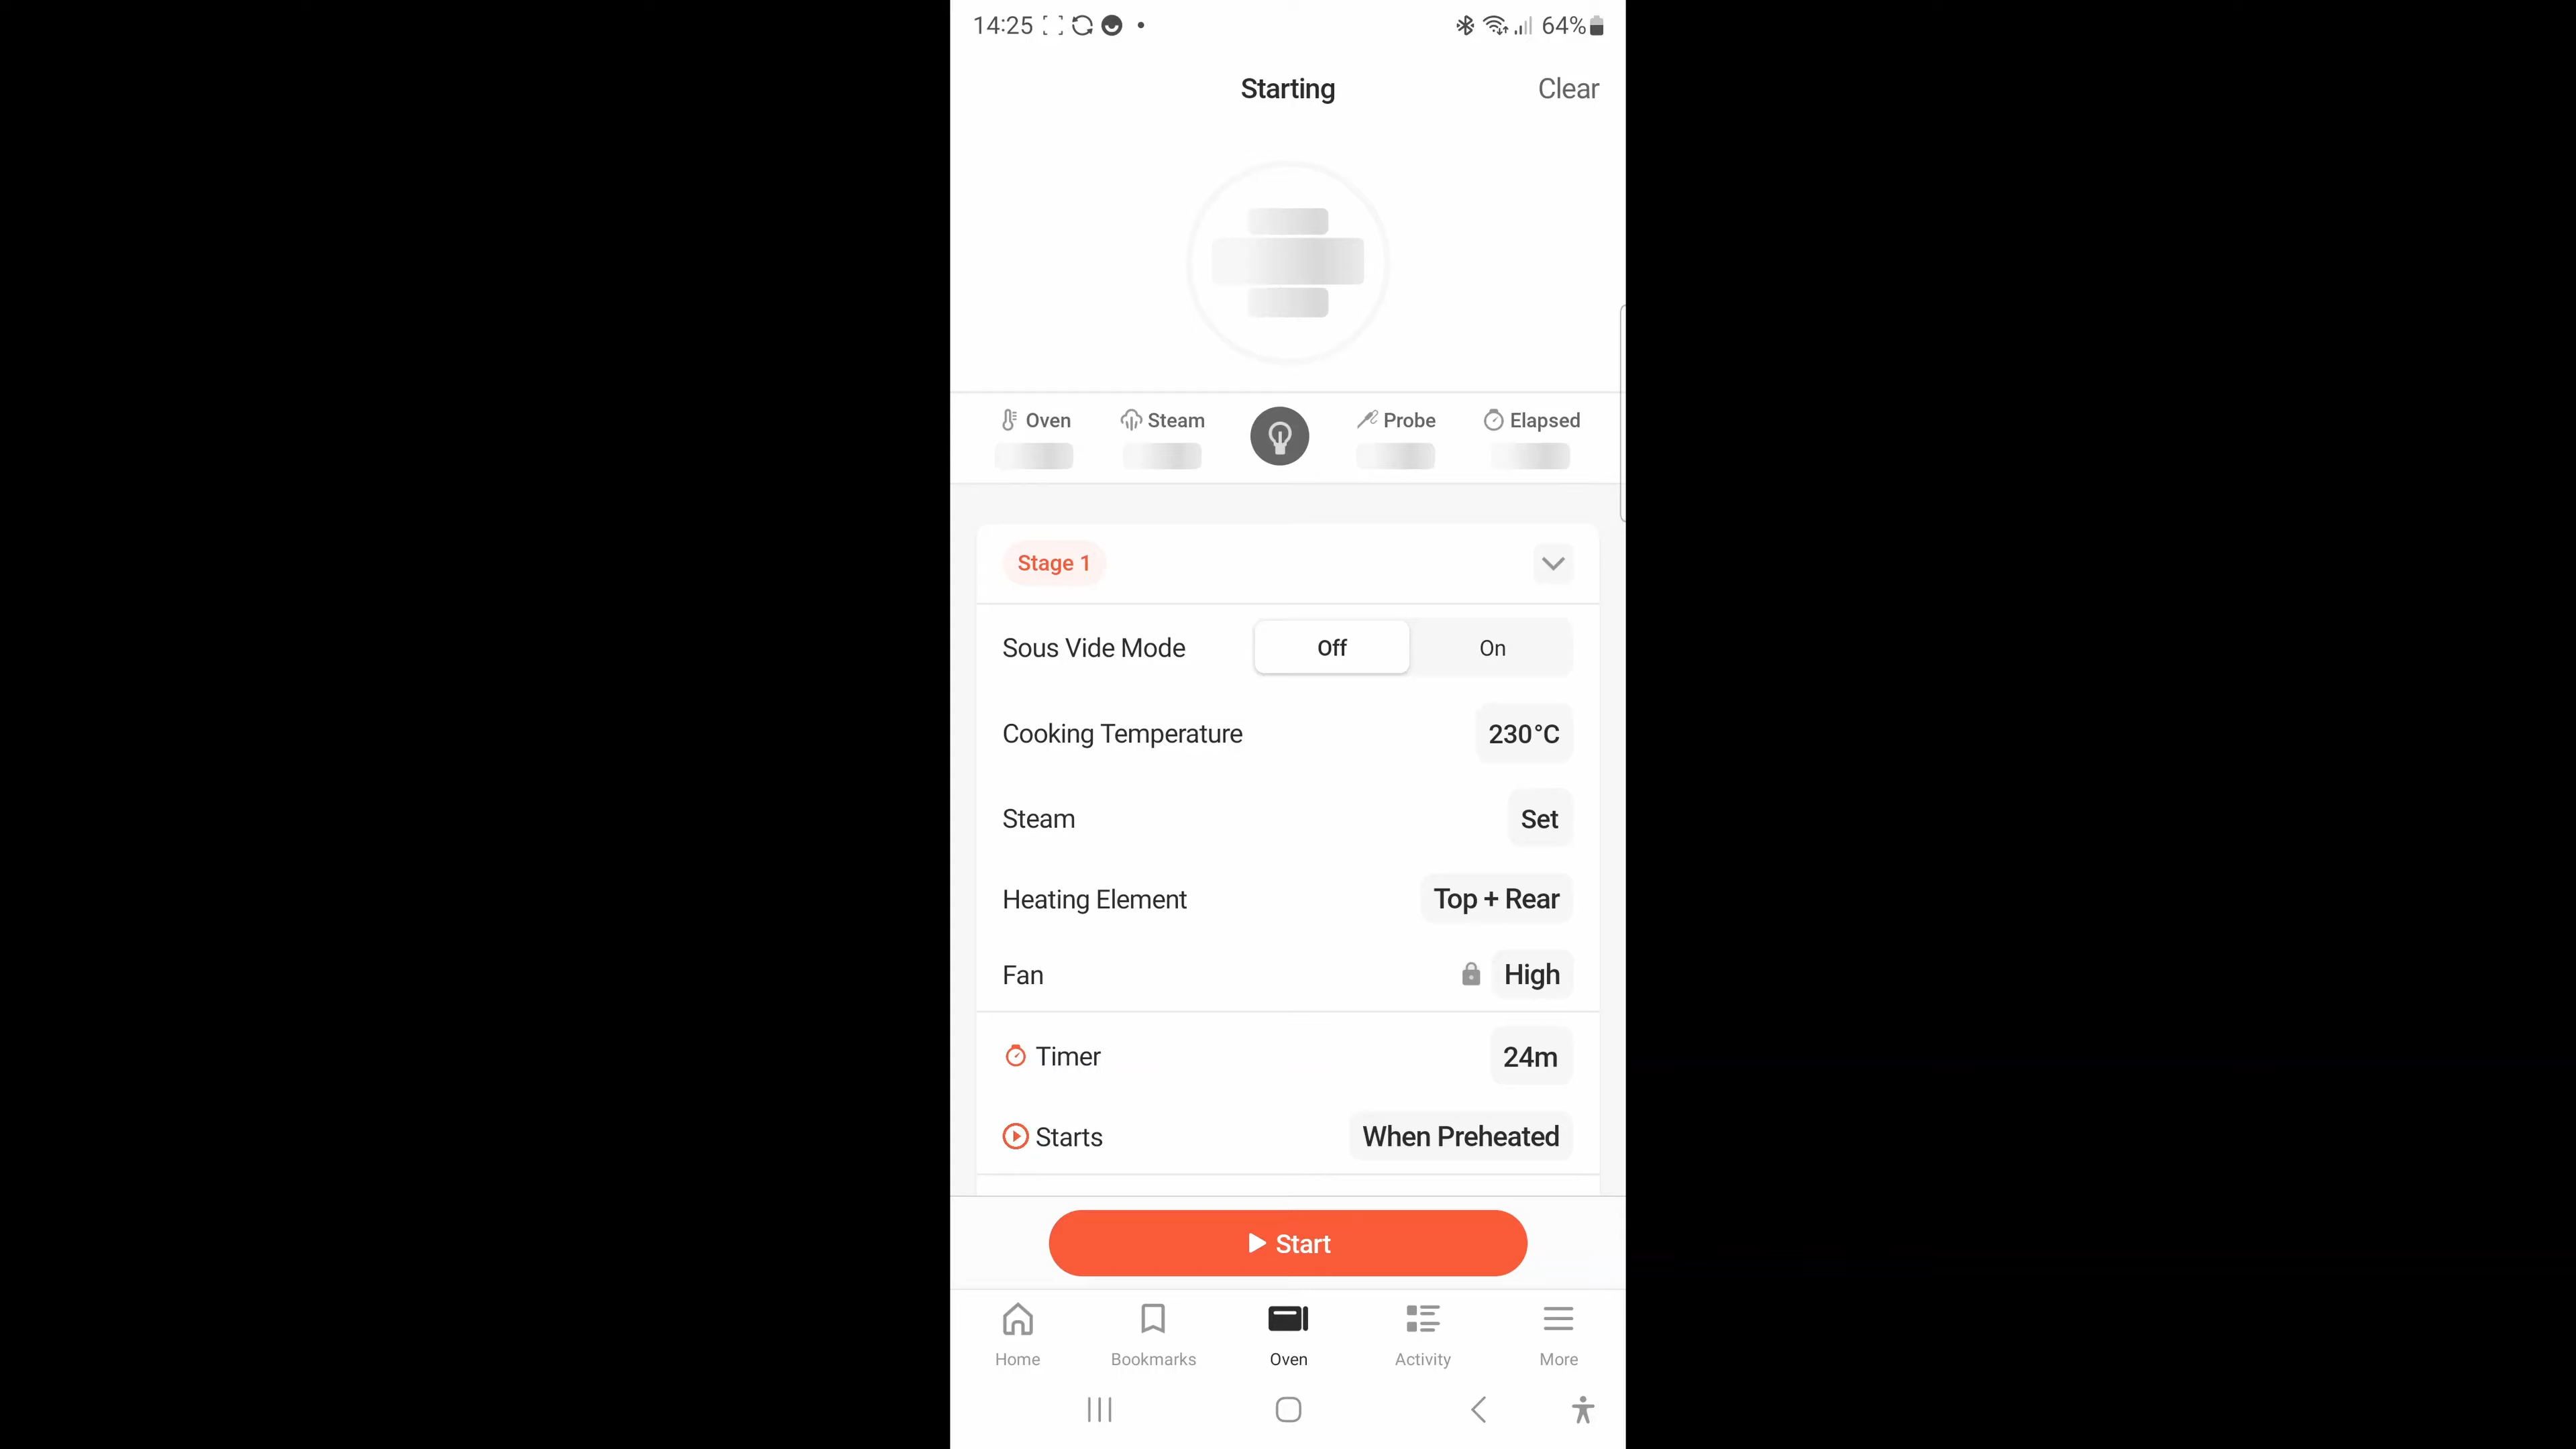 14:25 64%
Starting Clear
Oven Steam Probe Elapsed
Stage 1
Sous Vide Mode Off On
Cooking Temperature 230°C
Steam Set
Heating Element Top + Rear
Fan High
Timer 24m
Starts When Preheated
Start
Home Bookmarks Oven Activity More